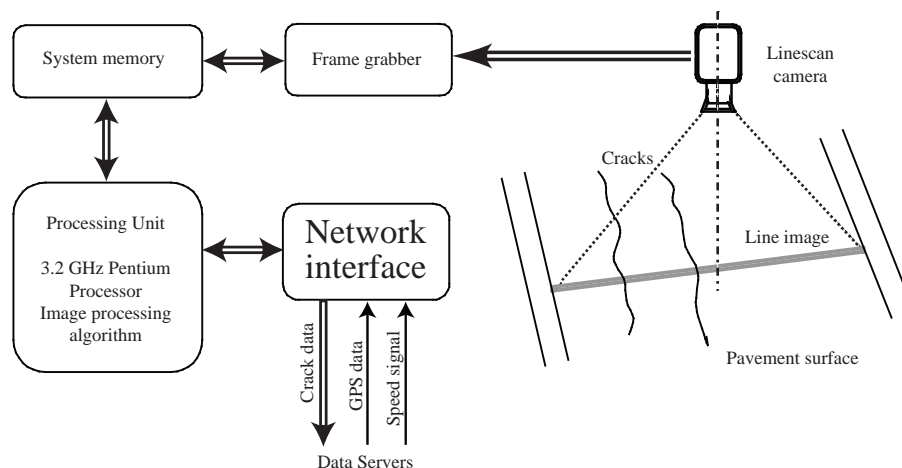 System memory
Frame grabber
Linescan
camera
Cracks
Line image
Pavement surface
Processing Unit
3.2 GHz Pentium
Processor
Image processing
algorithm
Network
interface
Crack data
GPS data
Speed signal
Data Servers